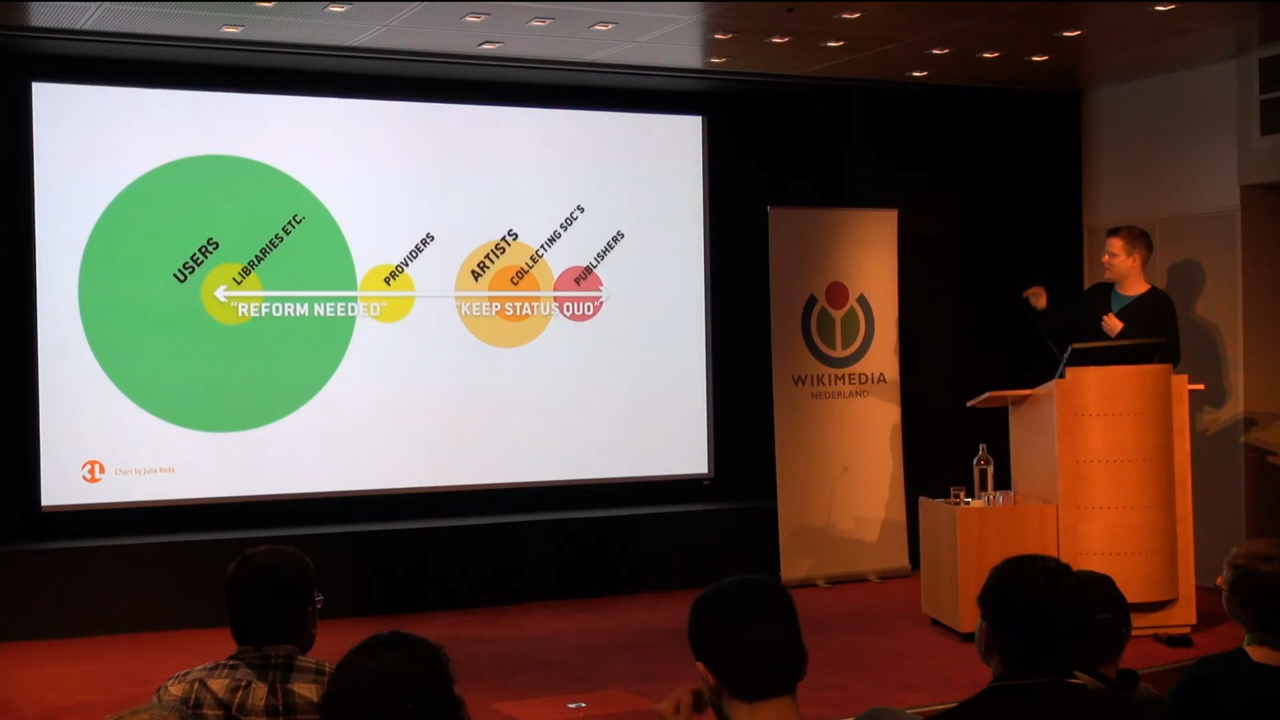 USERS
LIBRARIES ETC.
PROVIDERS
ARTISTS
COLLECTING SOC'S
PUBLISHERS
"REFORM NEEDED"
"KEEP STATUS QUO"
Chart by Julia Reda.
WIKIMEDIA
NEDERLAND